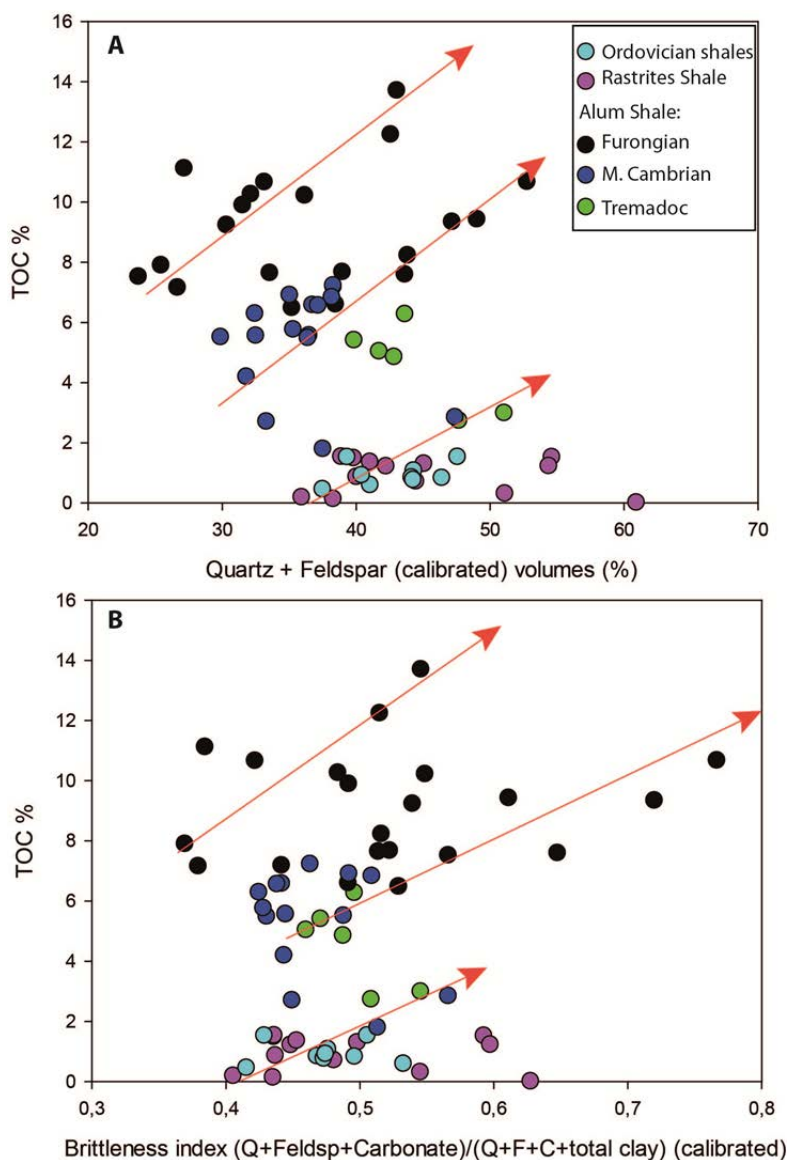 A
Ordovician shales
Rastrites Shale
Alum Shale:
Furongian
M. Cambrian
Tremadoc
TOC %
16
14
12
10
8
6
4
2
0
20 30 40 50 60 70
Quartz + Feldspar (calibrated) volumes (%)
B
TOC %
16
14
12
10
8
6
4
2
0
0,3 0,4 0,5 0,6 0,7 0,8
Brittleness index (Q+Feldsp+Carbonate)/(Q+F+C+total clay) (calibrated)